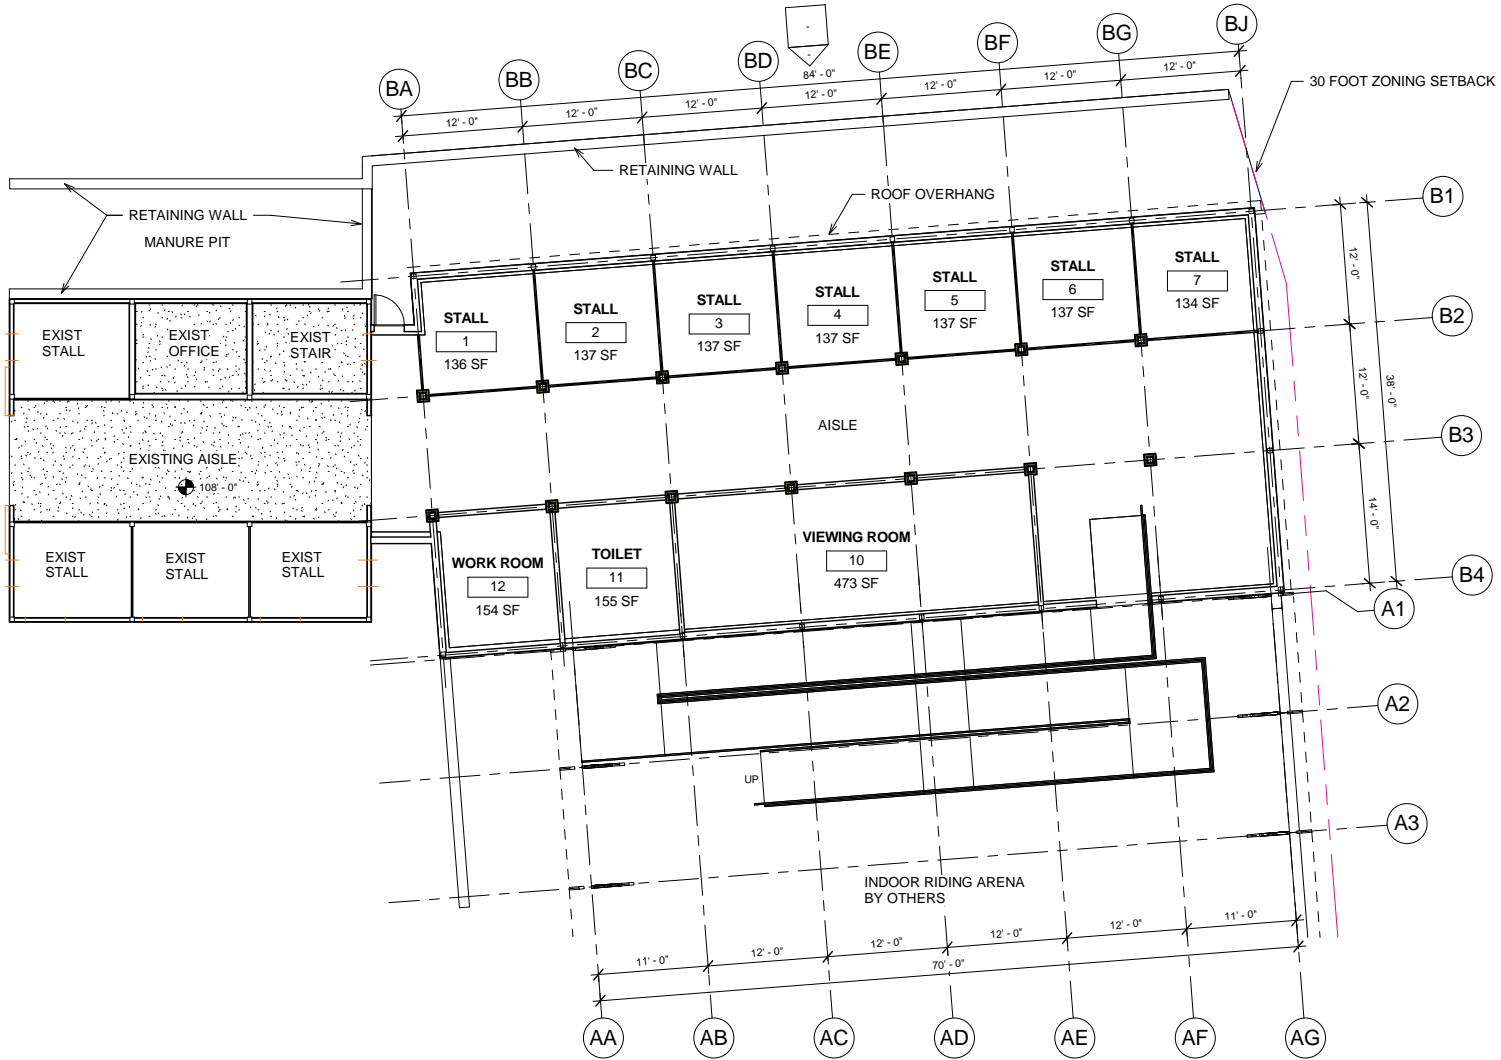 BA
BB
BC
BD
BE
BF
BG
BJ
-
-
84' - 0"
12' - 0"
12' - 0"
12' - 0"
12' - 0"
12' - 0"
12' - 0"
12' - 0"
30 FOOT ZONING SETBACK
RETAINING WALL
ROOF OVERHANG
RETAINING WALL
MANURE PIT
B1
B2
B3
B4
12' - 0"
12' - 0"
14' - 0"
38' - 0"
STALL
1
136 SF
STALL
2
137 SF
STALL
3
137 SF
STALL
4
137 SF
STALL
5
137 SF
STALL
6
137 SF
STALL
7
134 SF
EXIST
STALL
EXIST
OFFICE
EXIST
STAIR
AISLE
EXISTING AISLE
108' - 0"
EXIST
STALL
EXIST
STALL
EXIST
STALL
WORK ROOM
12
154 SF
TOILET
11
155 SF
VIEWING ROOM
10
473 SF
A1
A2
A3
UP
INDOOR RIDING ARENA
BY OTHERS
11' - 0"
12' - 0"
12' - 0"
12' - 0"
12' - 0"
11' - 0"
70' - 0"
AA
AB
AC
AD
AE
AF
AG